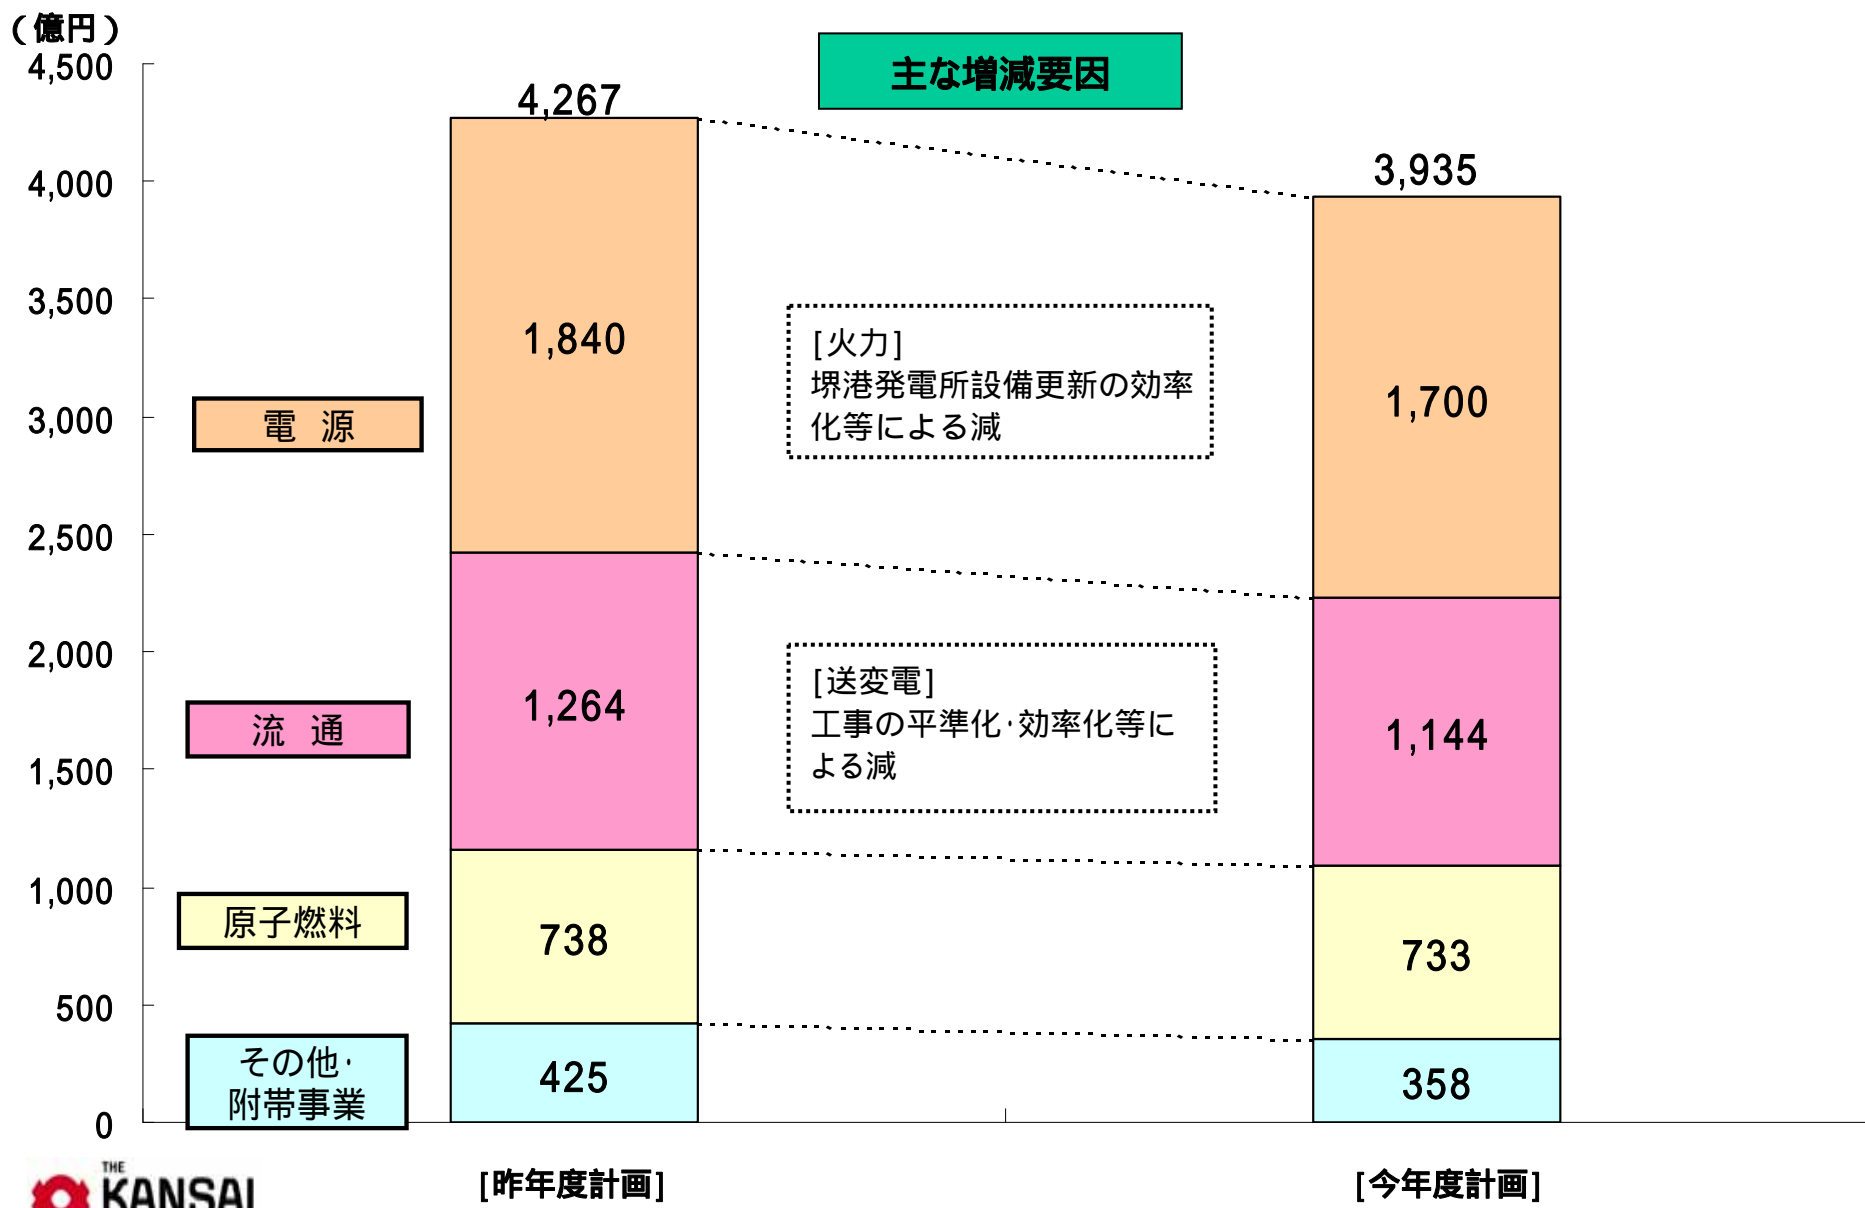 (億円)
主な増減要因
4,500
4,000
3,500
3,000
2,500
2,000
1,500
1,000
500
0
電 源
流 通
原子燃料
その他・
附帯事業
4,267
1,840
1,264
738
425
[火力]
堺港発電所設備更新の効率
化等による減
[送変電]
工事の平準化・効率化等に
よる減
3,935
1,700
1,144
733
358
[昨年度計画]
[今年度計画]
THE
KANSAI